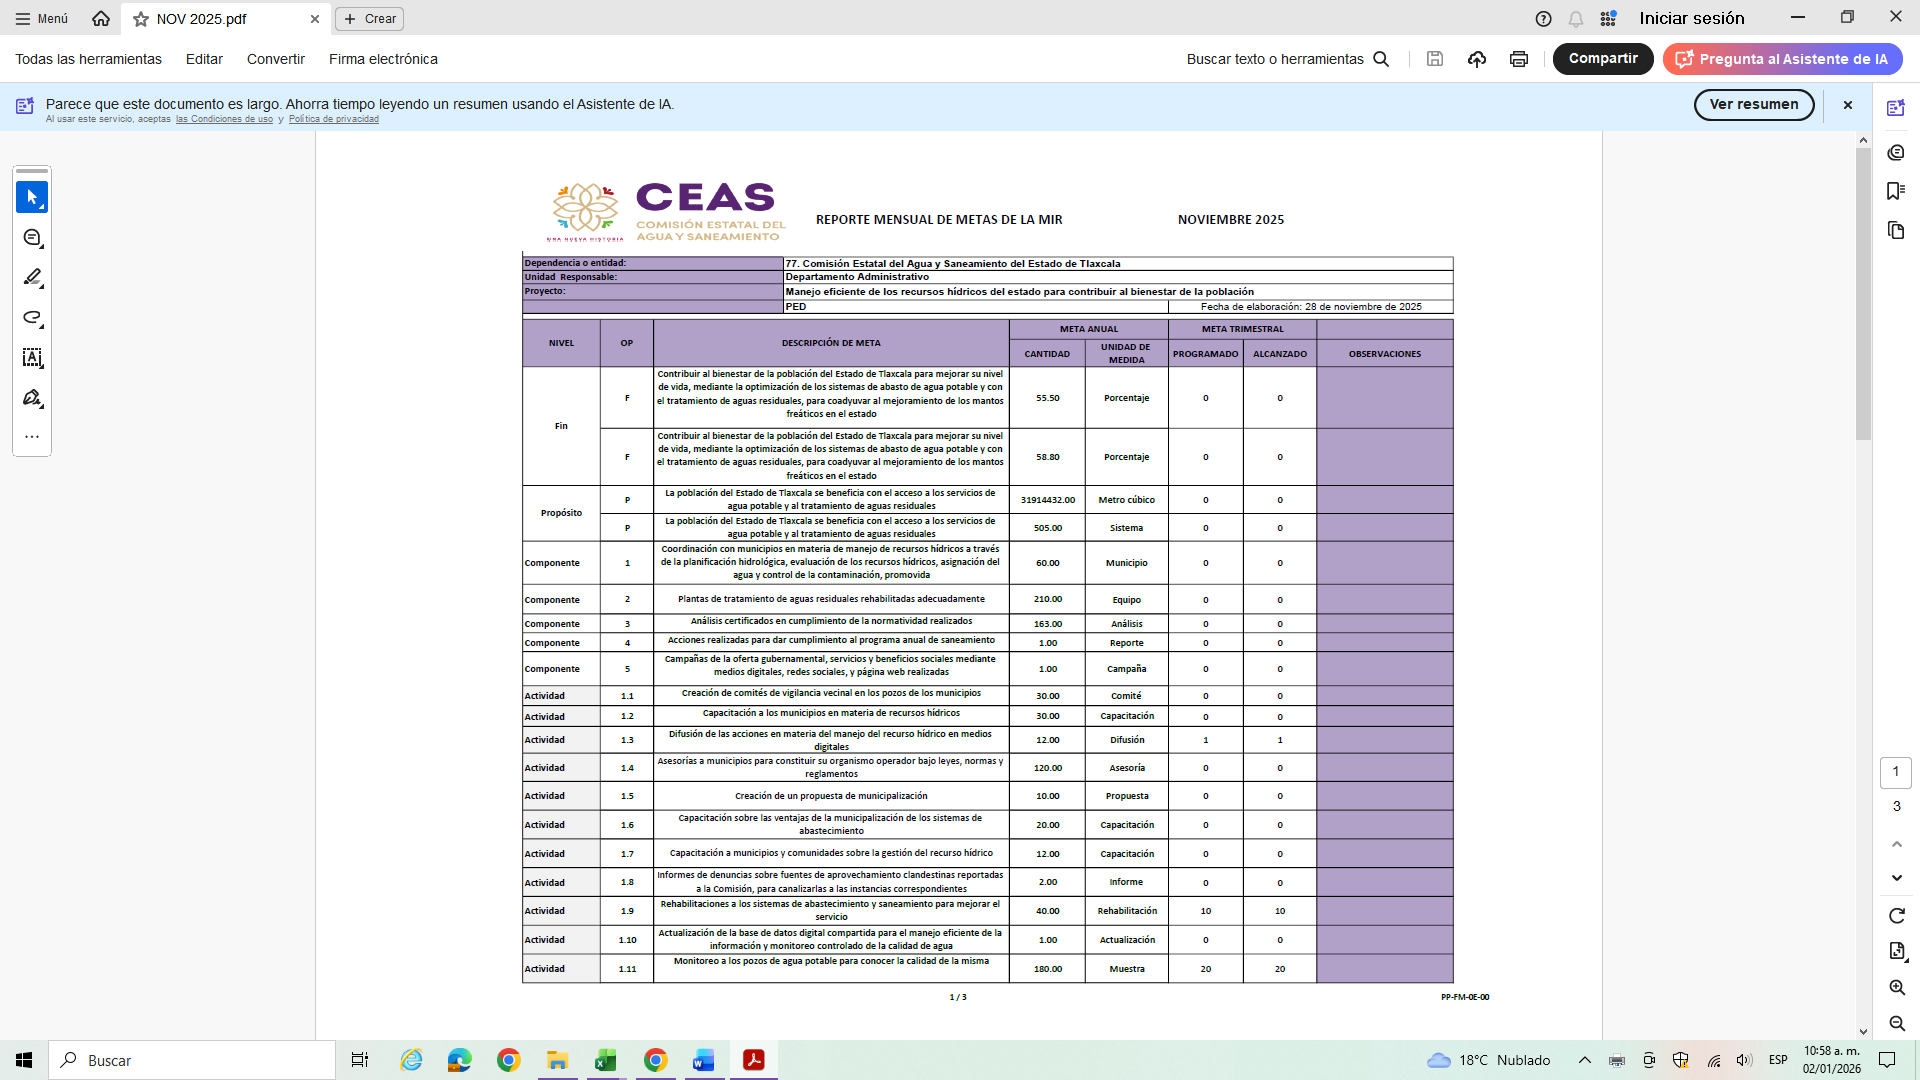 Menú
NOV 2025.pdf
Crear
Iniciar sesión
Todas las herramientas
Editar
Convertir
Firma electrónica
Buscar texto o herramientas
Compartir
Pregunta al Asistente de IA
Parece que este documento es largo. Ahorra tiempo leyendo un resumen usando el Asistente de IA.
Al usar este servicio, aceptas las Condiciones de uso y Política de privacidad
Ver resumen
CEAS
COMISIÓN ESTATAL DEL
AGUA Y SANEAMIENTO
UNA NUEVA HISTORIA
REPORTE MENSUAL DE METAS DE LA MIR
NOVIEMBRE 2025
Dependencia o entidad: 77. Comisión Estatal del Agua y Saneamiento del Estado de Tlaxcala
Unidad Responsable: Departamento Administrativo
Proyecto: Manejo eficiente de los recursos hídricos del estado para contribuir al bienestar de la población
PED Fecha de elaboración: 28 de noviembre de 2025
NIVEL OP DESCRIPCIÓN DE META META ANUAL META TRIMESTRAL
CANTIDAD UNIDAD DE MEDIDA PROGRAMADO ALCANZADO OBSERVACIONES
Fin
F Contribuir al bienestar de la población del Estado de Tlaxcala para mejorar su nivel
de vida, mediante la optimización de los sistemas de abasto de agua potable y con
el tratamiento de aguas residuales, para coadyuvar al mejoramiento de los mantos
freáticos en el estado 55.50 Porcentaje 0 0
F Contribuir al bienestar de la población del Estado de Tlaxcala para mejorar su nivel
de vida, mediante la optimización de los sistemas de abasto de agua potable y con
el tratamiento de aguas residuales, para coadyuvar al mejoramiento de los mantos
freáticos en el estado 58.80 Porcentaje 0 0
Propósito
P La población del Estado de Tlaxcala se beneficia con el acceso a los servicios de
agua potable y al tratamiento de aguas residuales 31914432.00 Metro cúbico 0 0
P La población del Estado de Tlaxcala se beneficia con el acceso a los servicios de
agua potable y al tratamiento de aguas residuales 505.00 Sistema 0 0
Componente 1 Coordinación con municipios en materia de manejo de recursos hídricos a través
de la planificación hidrológica, evaluación de los recursos hídricos, asignación del
agua y control de la contaminación, promovida 60.00 Municipio 0 0
Componente 2 Plantas de tratamiento de aguas residuales rehabilitadas adecuadamente 210.00 Equipo 0 0
Componente 3 Análisis certificados en cumplimiento de la normatividad realizados 163.00 Análisis 0 0
Componente 4 Acciones realizadas para dar cumplimiento al programa anual de saneamiento 1.00 Reporte 0 0
Componente 5 Campañas de la oferta gubernamental, servicios y beneficios sociales mediante
medios digitales, redes sociales, y página web realizadas 1.00 Campaña 0 0
Actividad 1.1 Creación de comités de vigilancia vecinal en los pozos de los municipios 30.00 Comité 0 0
Actividad 1.2 Capacitación a los municipios en materia de recursos hídricos 30.00 Capacitación 0 0
Actividad 1.3 Difusión de las acciones en materia del manejo del recurso hídrico en medios
digitales 12.00 Difusión 1 1
Actividad 1.4 Asesorías a municipios para constituir su organismo operador bajo leyes, normas y
reglamentos 120.00 Asesoría 0 0
Actividad 1.5 Creación de un propuesta de municipalización 10.00 Propuesta 0 0
Actividad 1.6 Capacitación sobre las ventajas de la municipalización de los sistemas de
abastecimiento 20.00 Capacitación 0 0
Actividad 1.7 Capacitación a municipios y comunidades sobre la gestión del recurso hídrico 12.00 Capacitación 0 0
Actividad 1.8 Informes de denuncias sobre fuentes de aprovechamiento clandestinas reportadas
a la Comisión, para canalizarlas a las instancias correspondientes 2.00 Informe 0 0
Actividad 1.9 Rehabilitaciones a los sistemas de abastecimiento y saneamiento para mejorar el
servicio 40.00 Rehabilitación 10 10
Actividad 1.10 Actualización de la base de datos digital compartida para el manejo eficiente de la
información y monitoreo controlado de la calidad de agua 1.00 Actualización 0 0
Actividad 1.11 Monitoreo a los pozos de agua potable para conocer la calidad de la misma 180.00 Muestra 20 20
1 / 3
PP-FM-0E-00
1
3
Buscar
18°C Nublado
ESP
10:58 a. m.
02/01/2026